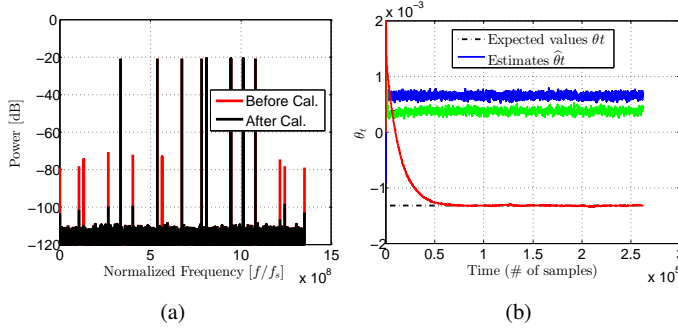 0
−20
−40
−60
−80
−100
−120
Power [dB]
Before Cal.
After Cal.
0 5 10 15
Normalized Frequency [f/fs]
x 10^8
(a)
x 10^−3
2
1
0
−1
−2
θt
Expected values θt
Estimates θ̂t
0 0.5 1 1.5 2 2.5
Time (# of samples)
x 10^5
(b)